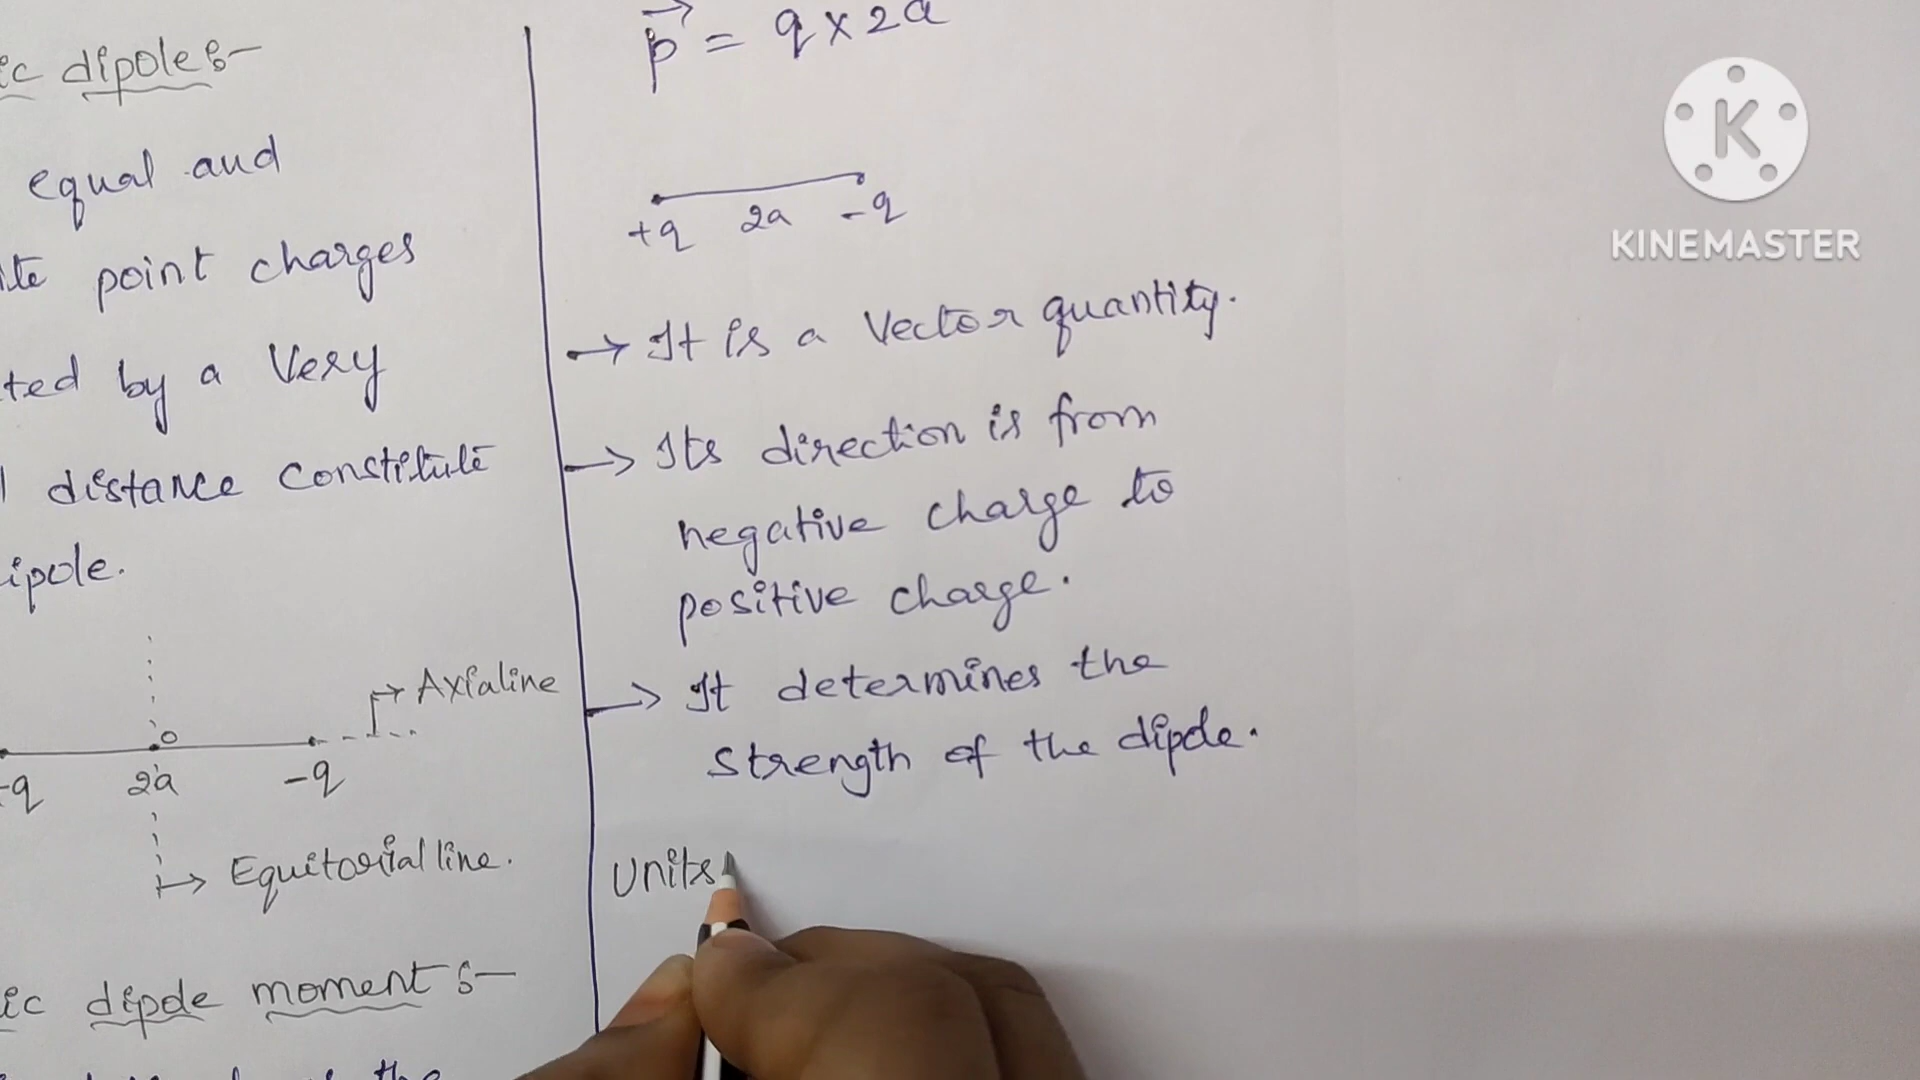 ic dipole :-
equal and
ite point charges
ted by a Very
l distance constitute
ipole.
Axialine
o
-q 2a -q
Equitorial line.
ic dipole moment :-
the
p = q x 2a
+q 2a -q
→ It is a Vector quantity.
→ Its direction is from
negative charge to
positive charge.
→ It determines the
strength of the dipole.
Units
K
KINEMASTER